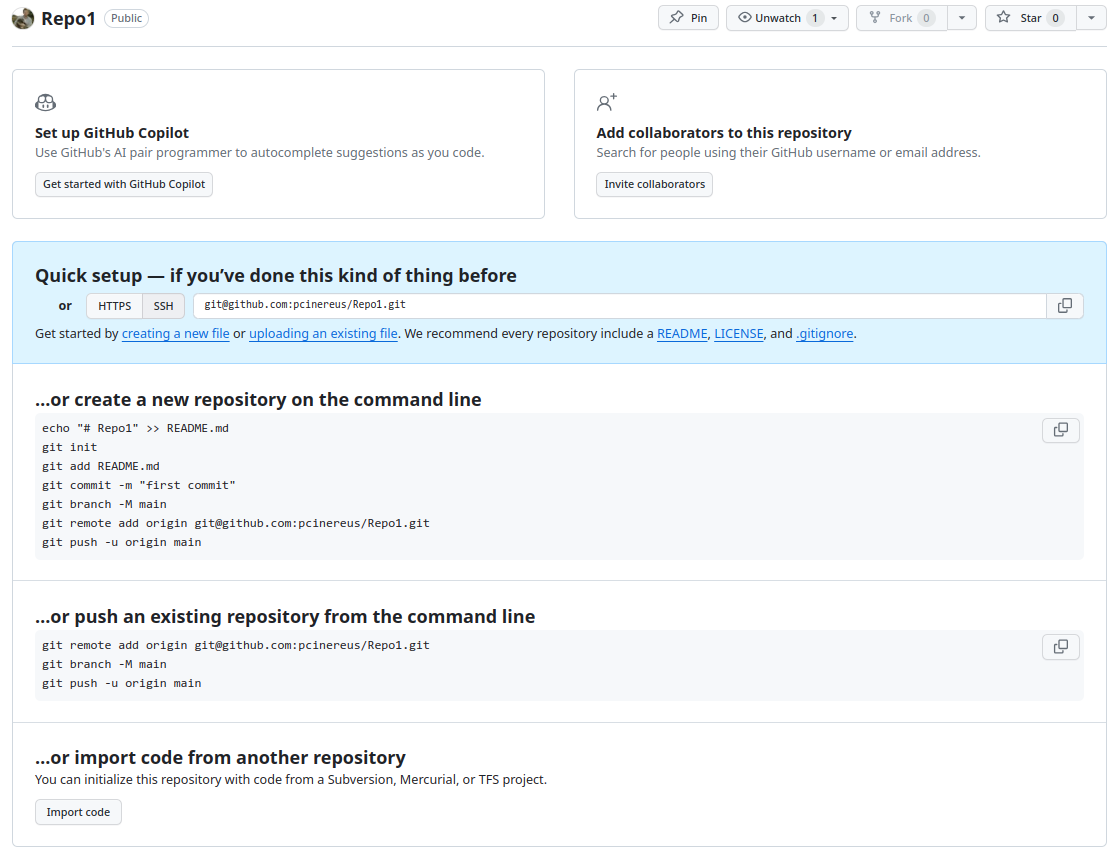 Repo1 Public Pin Unwatch 1 Fork 0 Star 0
Set up GitHub Copilot
Use GitHub's AI pair programmer to autocomplete suggestions as you code.
Get started with GitHub Copilot
Add collaborators to this repository
Search for people using their GitHub username or email address.
Invite collaborators
Quick setup — if you’ve done this kind of thing before
or HTTPS SSH git@github.com:pcinereus/Repo1.git
Get started by creating a new file or uploading an existing file. We recommend every repository include a README, LICENSE, and .gitignore.
…or create a new repository on the command line
echo "# Repo1" >> README.md
git init
git add README.md
git commit -m "first commit"
git branch -M main
git remote add origin git@github.com:pcinereus/Repo1.git
git push -u origin main
…or push an existing repository from the command line
git remote add origin git@github.com:pcinereus/Repo1.git
git branch -M main
git push -u origin main
…or import code from another repository
You can initialize this repository with code from a Subversion, Mercurial, or TFS project.
Import code